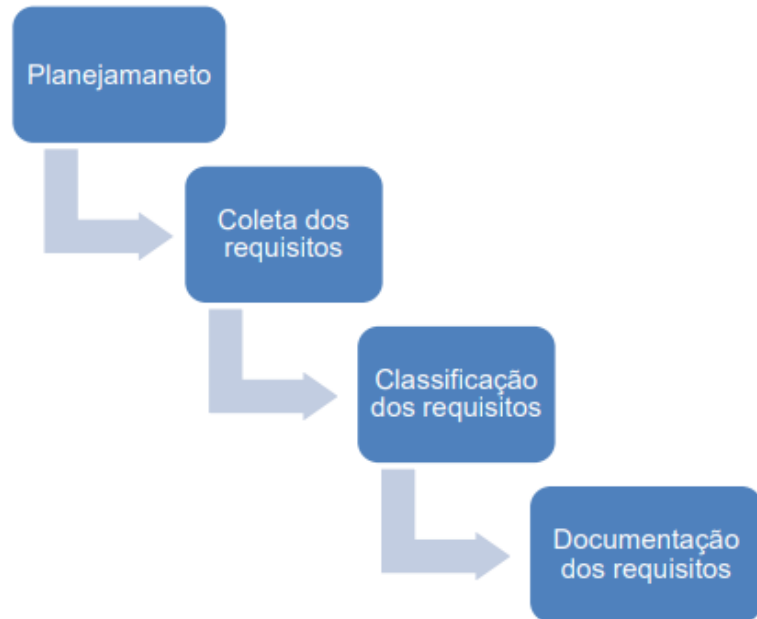 Planejamaneto
Coleta dos
requisitos
Classificação
dos requisitos
Documentação
dos requisitos